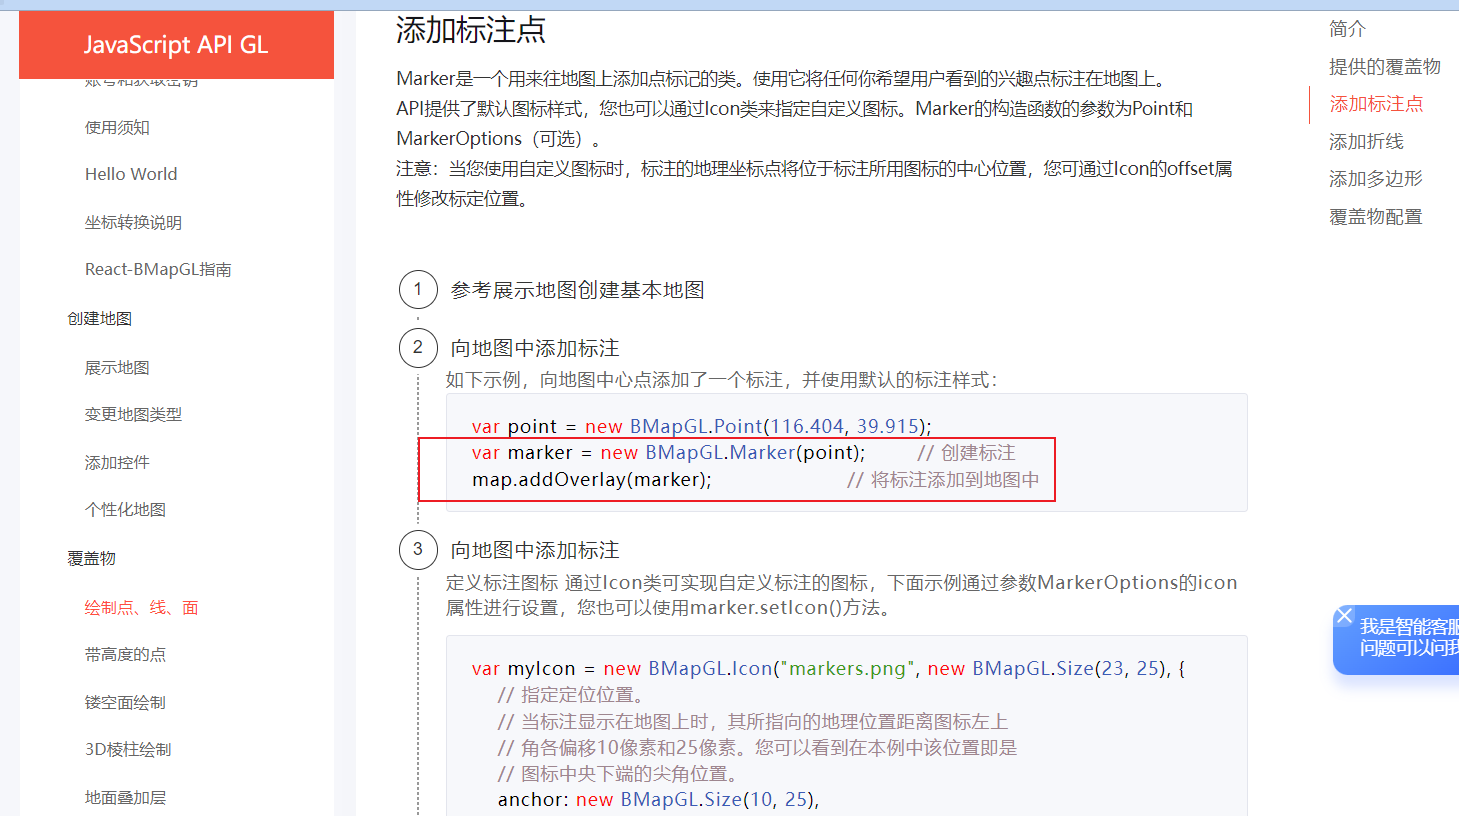 JavaScript API GL
账号和获取密钥
使用须知
Hello World
坐标转换说明
React-BMapGL指南
创建地图
展示地图
变更地图类型
添加控件
个性化地图
覆盖物
绘制点、线、面
带高度的点
镂空面绘制
3D棱柱绘制
地面叠加层
添加标注点
Marker是一个用来往地图上添加点标记的类。使用它将任何你希望用户看到的兴趣点标注在地图上。
API提供了默认图标样式，您也可以通过Icon类来指定自定义图标。Marker的构造函数的参数为Point和
MarkerOptions（可选）。
注意：当您使用自定义图标时，标注的地理坐标点将位于标注所用图标的中心位置，您可通过Icon的offset属
性修改标定位置。
1 参考展示地图创建基本地图
2 向地图中添加标注
如下示例，向地图中心点添加了一个标注，并使用默认的标注样式：
var point = new BMapGL.Point(116.404, 39.915);
var marker = new BMapGL.Marker(point); // 创建标注
map.addOverlay(marker); // 将标注添加到地图中
3 向地图中添加标注
定义标注图标 通过Icon类可实现自定义标注的图标，下面示例通过参数MarkerOptions的icon
属性进行设置，您也可以使用marker.setIcon()方法。
var myIcon = new BMapGL.Icon("markers.png", new BMapGL.Size(23, 25), {
// 指定定位位置。
// 当标注显示在地图上时，其所指向的地理位置距离图标左上
// 角各偏移10像素和25像素。您可以看到在本例中该位置即是
// 图标中央下端的尖角位置。
anchor: new BMapGL.Size(10, 25),
简介
提供的覆盖物
添加标注点
添加折线
添加多边形
覆盖物配置
我是智能客服
问题可以问我